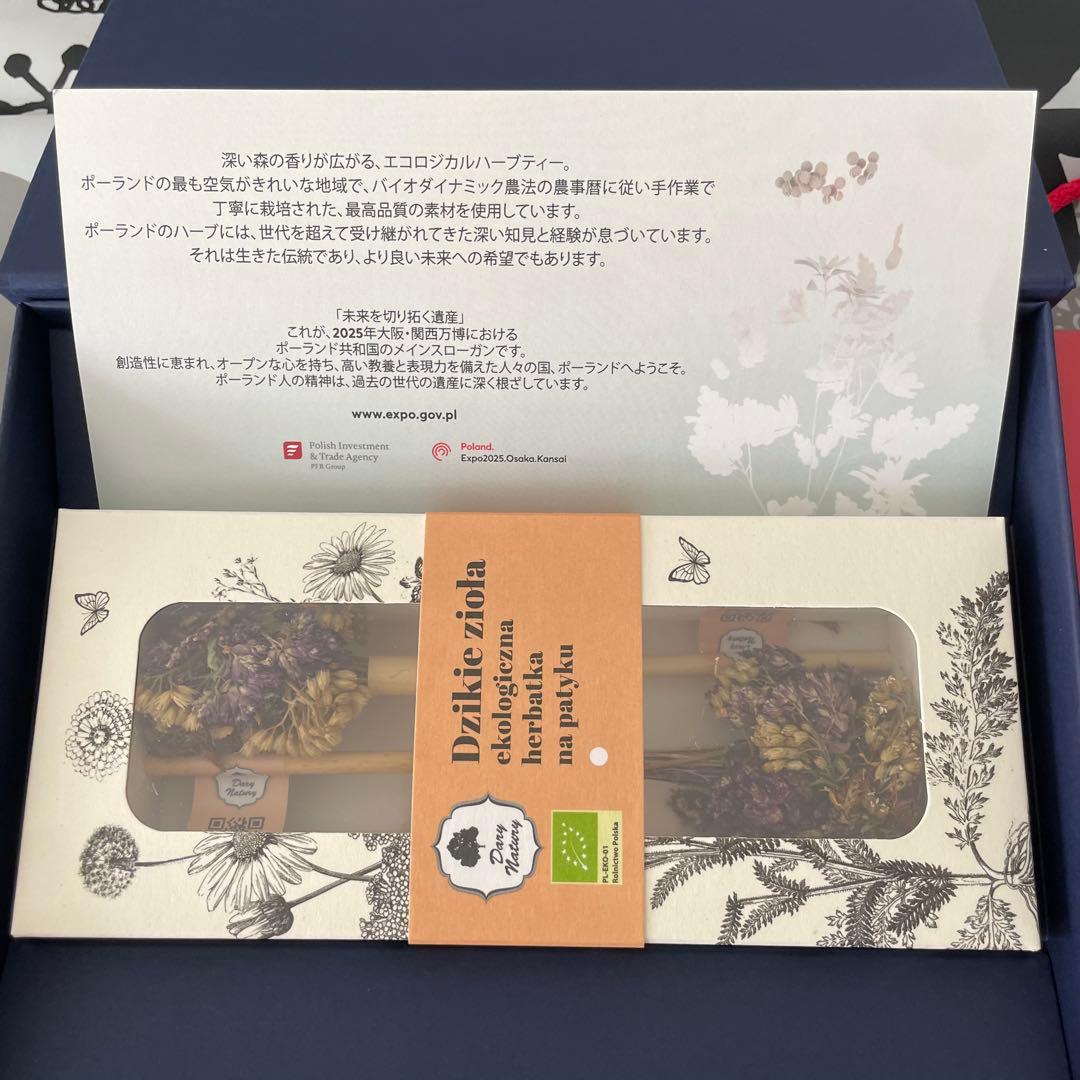 深い森の香りが広がる、エコロジカルハーブティー。
ポーランドの最も空気がきれいな地域で、バイオダイナミック農法の農事暦に従い手作業で
丁寧に栽培された、最高品質の素材を使用しています。
ポーランドのハーブには、世代を超えて受け継がれてきた深い知見と経験が息づいています。
それは生きた伝統であり、より良い未来への希望でもあります。
「未来を切り拓く遺産」
これが、2025年大阪・関西万博における
ポーランド共和国のメインスローガンです。
創造性に恵まれ、オープンな心を持ち、高い教養と表現力を備えた人々の国、ポーランドへようこそ。
ポーランド人の精神は、過去の世代の遺産に深く根ざしています。
www.expo.gov.pl
Polish Investment
& Trade Agency
PFR Group
Poland.
Expo2025.Osaka.Kansai
Dzikie zioła
ekologiczna
herbatka
na patyku
Dary
Natury
PL-EKO-01
Rolnictwo Polska
Dary
Natury
Dary
Natury